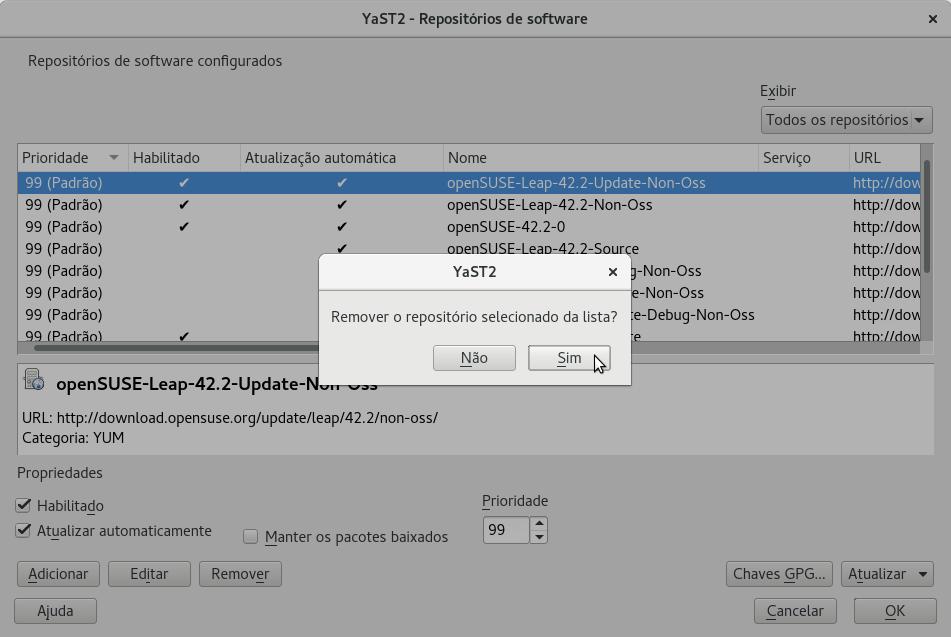 YaST2 - Repositórios de software
Repositórios de software configurados
Exibir
Todos os repositórios
Prioridade Habilitado Atualização automática Nome Serviço URL
99 (Padrão) ✔ ✔ openSUSE-Leap-42.2-Update-Non-Oss http://dow
99 (Padrão) ✔ ✔ openSUSE-Leap-42.2-Non-Oss http://dow
99 (Padrão) ✔ ✔ openSUSE-42.2-0 http://dow
99 (Padrão) ✔ openSUSE-Leap-42.2-Source http://dow
99 (Padrão) g-Non-Oss http://dow
99 (Padrão) e-Non-Oss http://dow
99 (Padrão) te-Debug-Non-Oss http://dow
99 (Padrão) ✔ te http://dow
YaST2
Remover o repositório selecionado da lista?
Não Sim
openSUSE-Leap-42.2-Update-Non-Oss
URL: http://download.opensuse.org/update/leap/42.2/non-oss/
Categoria: YUM
Propriedades
Habilitado
Atualizar automaticamente
Manter os pacotes baixados
Prioridade
99
Adicionar Editar Remover Chaves GPG... Atualizar
Ajuda Cancelar OK